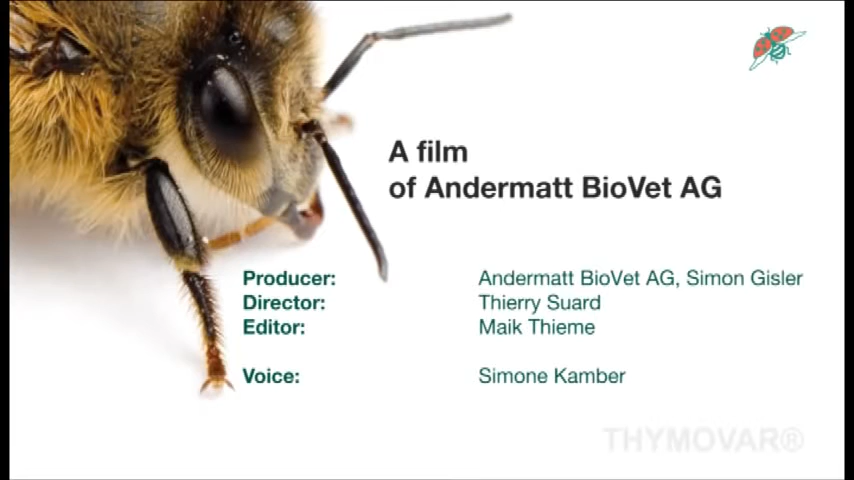 A film
of Andermatt BioVet AG
Producer: Andermatt BioVet AG, Simon Gisler
Director: Thierry Suard
Editor: Maik Thieme
Voice: Simone Kamber
THYMOVAR®